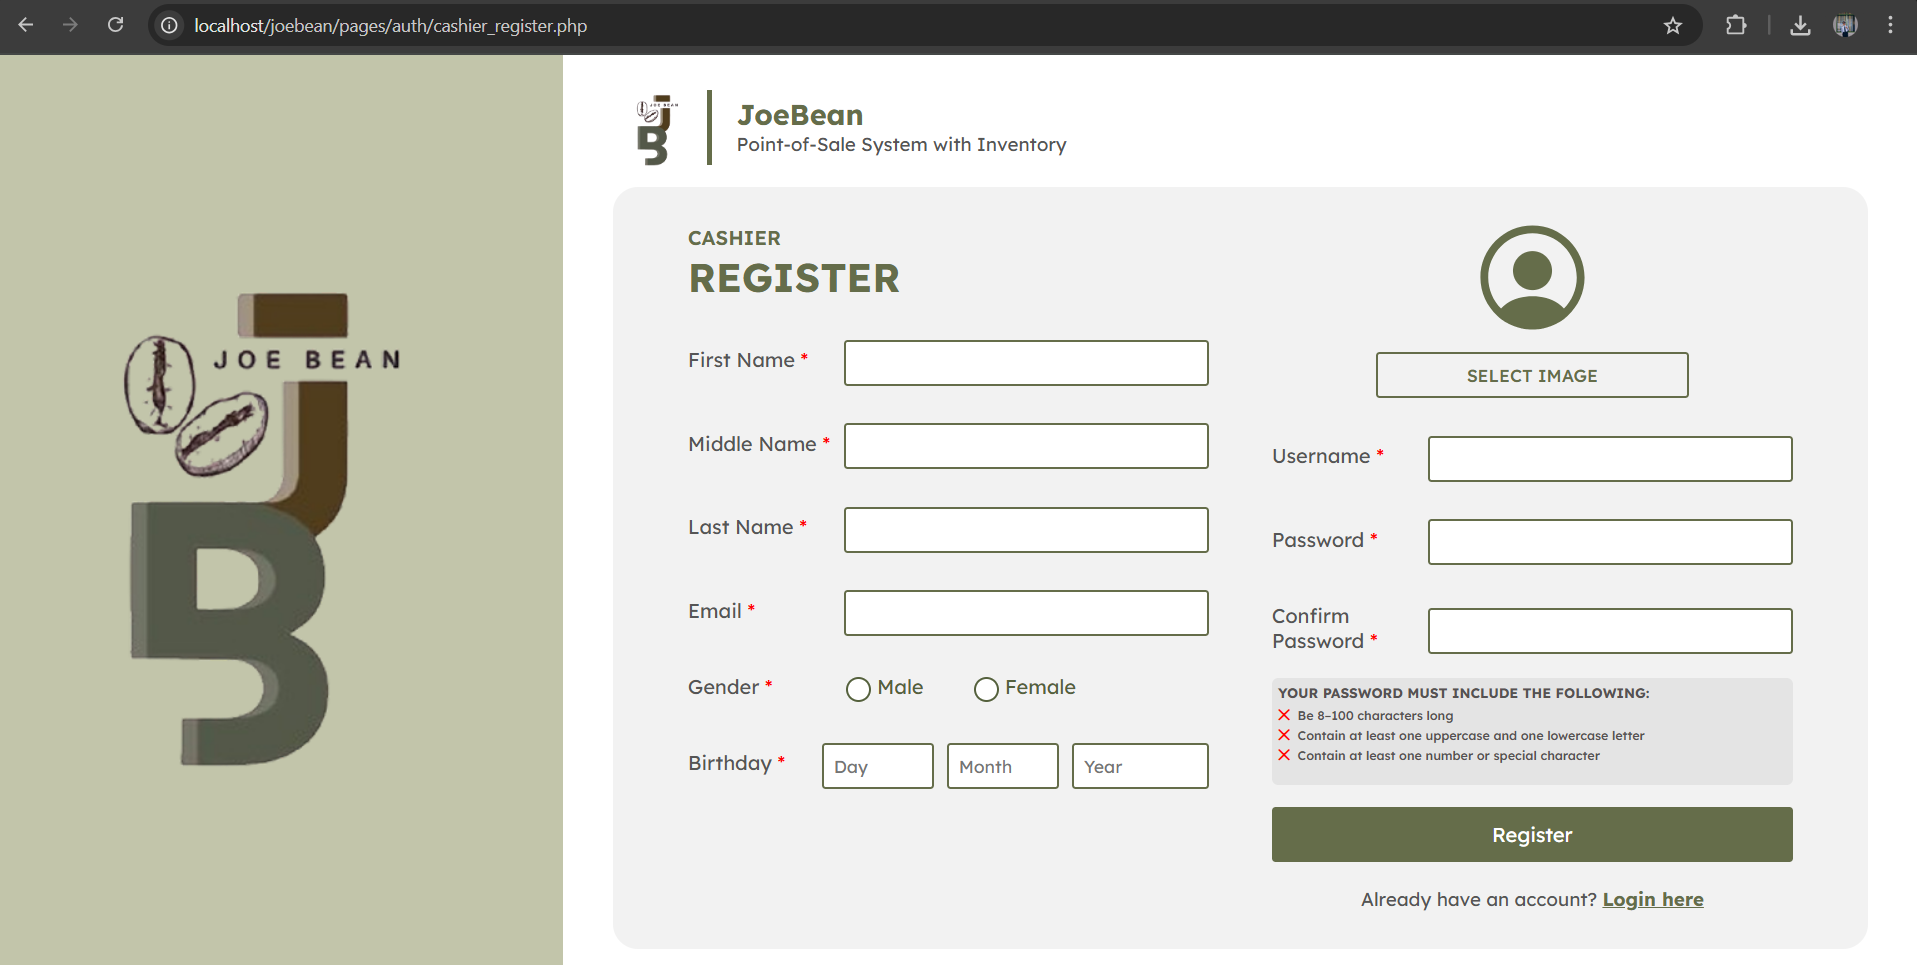 localhost/joebean/pages/auth/cashier_register.php
JOE BEAN
JOE BEAN
JoeBean
Point-of-Sale System with Inventory
CASHIER
REGISTER
First Name *
Middle Name *
Last Name *
Email *
Gender *
Male
Female
Birthday *
Day
Month
Year
SELECT IMAGE
Username *
Password *
Confirm
Password *
YOUR PASSWORD MUST INCLUDE THE FOLLOWING:
Be 8–100 characters long
Contain at least one uppercase and one lowercase letter
Contain at least one number or special character
Register
Already have an account? Login here